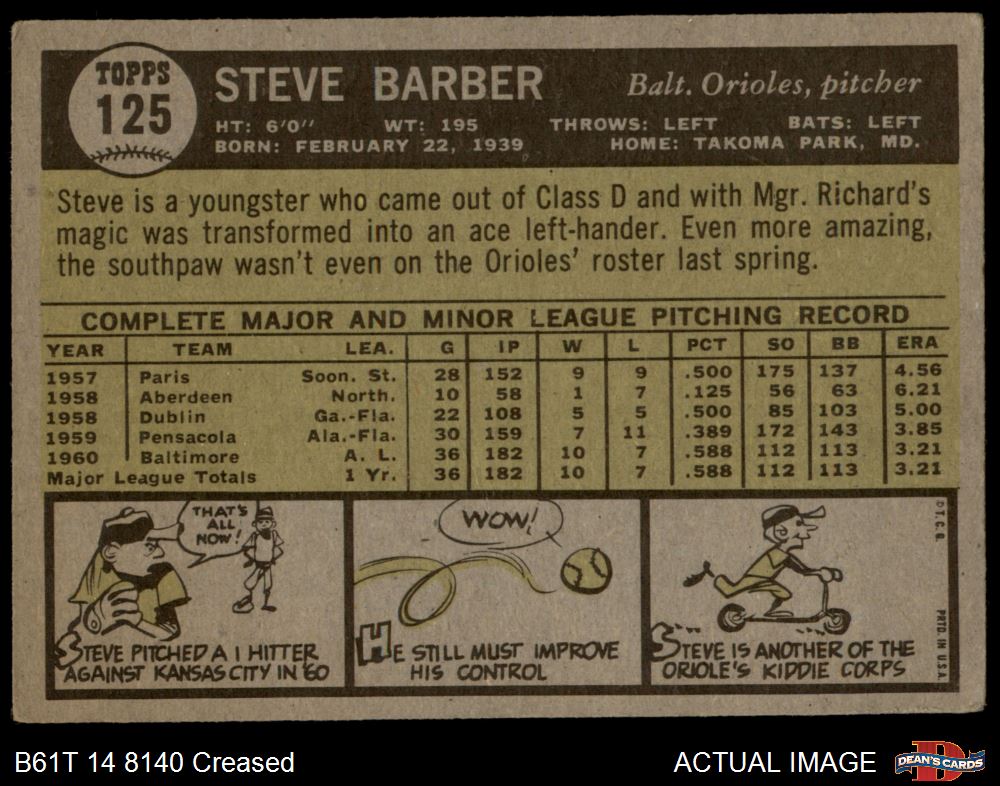 TOPPS
125
STEVE BARBER
Balt. Orioles, pitcher
HT: 6'0" WT: 195 THROWS: LEFT BATS: LEFT
BORN: FEBRUARY 22, 1939 HOME: TAKOMA PARK, MD.
Steve is a youngster who came out of Class D and with Mgr. Richard's
magic was transformed into an ace left-hander. Even more amazing,
the southpaw wasn't even on the Orioles' roster last spring.
COMPLETE MAJOR AND MINOR LEAGUE PITCHING RECORD
YEAR TEAM LEA. G IP W L PCT SO BB ERA
1957 Paris Soon. St. 28 152 9 9 .500 175 137 4.56
1958 Aberdeen North. 10 58 1 7 .125 56 63 6.21
1958 Dublin Ga.-Fla. 22 108 5 5 .500 85 103 5.00
1959 Pensacola Ala.-Fla. 30 159 7 11 .389 172 143 3.85
1960 Baltimore A. L. 36 182 10 7 .588 112 113 3.21
Major League Totals 1 Yr. 36 182 10 7 .588 112 113 3.21
THAT'S
ALL
NOW!
STEVE PITCHED A 1 HITTER
AGAINST KANSAS CITY IN '60
WOW!
HE STILL MUST IMPROVE
HIS CONTROL
STEVE IS ANOTHER OF THE
ORIOLE'S KIDDIE CORPS
© T. C. G.
PRTD. IN U.S.A.
B61T 14 8140 Creased
ACTUAL IMAGE
D
DEAN'S CARDS